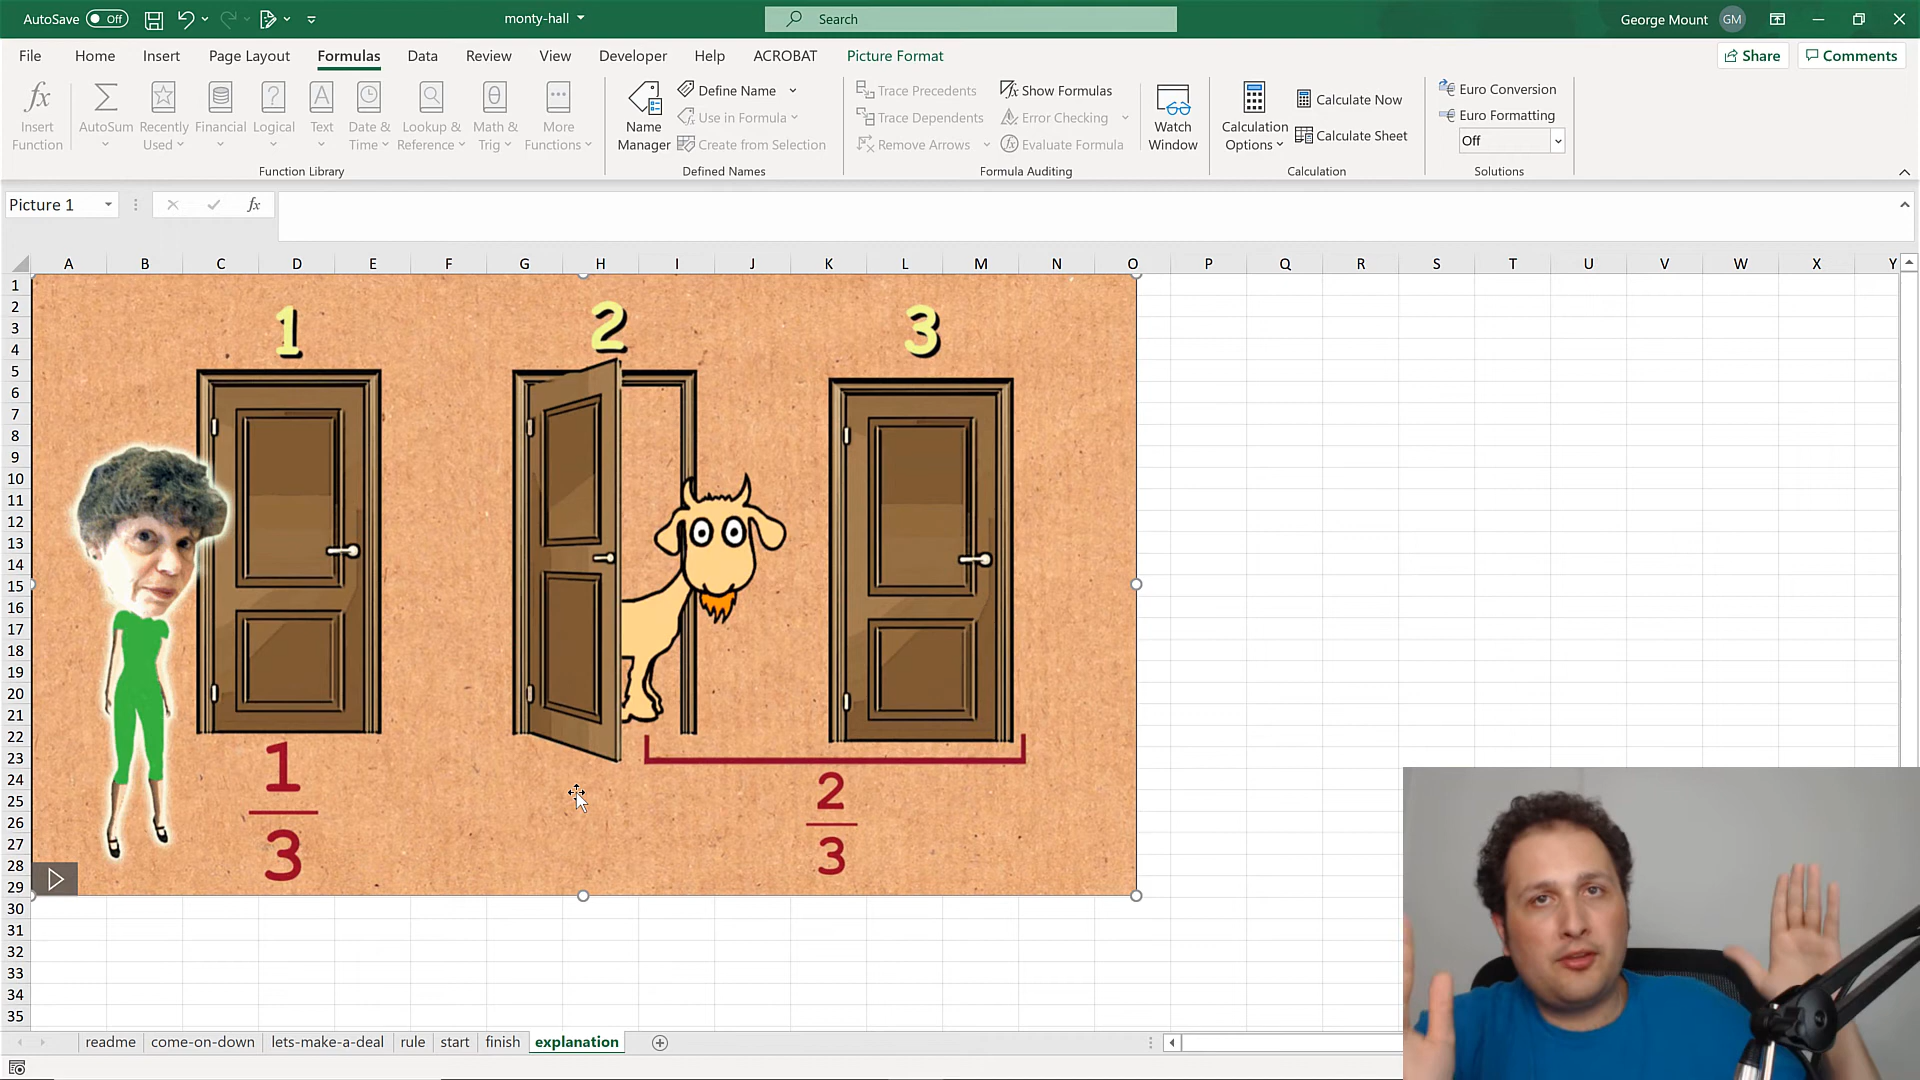 AutoSave Off monty-hall Search George Mount GM
File Home Insert Page Layout Formulas Data Review View Developer Help ACROBAT Picture Format Share Comments
fx Insert Function
AutoSum
Recently Used
Financial
Logical
Text
Date & Time
Lookup & Reference
Math & Trig
More Functions
Function Library
Name Manager
Define Name
Use in Formula
Create from Selection
Defined Names
Trace Precedents
Trace Dependents
Remove Arrows
Show Formulas
Error Checking
Evaluate Formula
Formula Auditing
Watch Window
Calculation Options
Calculate Now
Calculate Sheet
Calculation
Euro Conversion
Euro Formatting
Off
Solutions
Picture 1 fx
A B C D E F G H I J K L M N O P Q R S T U V W X Y
1
2
3
4
5
6
7
8
9
10
11
12
13
14
15
16
17
18
19
20
21
22
23
24
25
26
27
28
29
30
31
32
33
34
35
1 2 3
1
3
2
3
readme come-on-down lets-make-a-deal rule start finish explanation